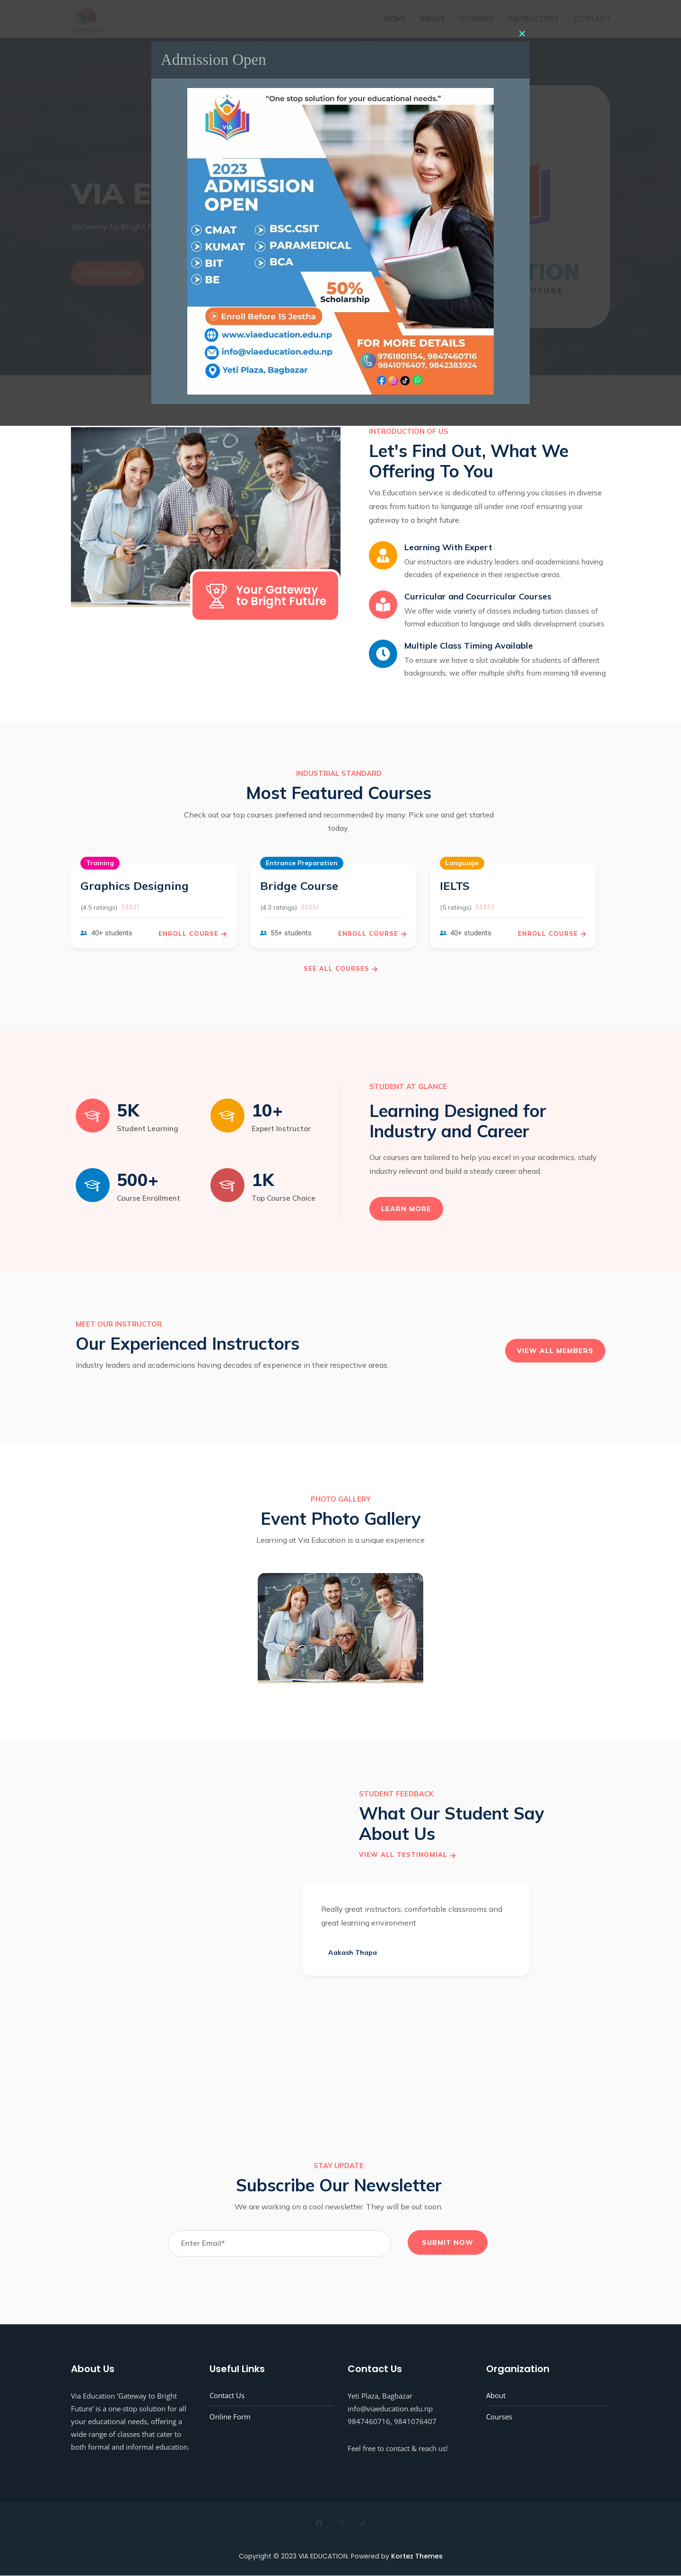 HOME ABOUT COURSES INSTRUCTORS CONTACT
×
Admission Open
"One stop solution for your educational needs."
VIA
2023
ADMISSION
OPEN
CMAT
KUMAT
BIT
BE
BSC.CSIT
PARAMEDICAL
BCA
50%
Scholarship
Enroll Before 15 Jestha
www.viaeducation.edu.np
info@viaeducation.edu.np
Yeti Plaza, Bagbazar
FOR MORE DETAILS
9761801154, 9847460716
9841076407, 9842383924
VIA E
Gateway to Bright F
LEARN MORE
INTRODUCTION OF US
Let's Find Out, What We
Offering To You
Via Education service is dedicated to offering you classes in diverse
areas from tuition to language all under one roof ensuring your
gateway to a bright future.
Learning With Expert
Our instructors are industry leaders and academicians having
decades of experience in their respective areas.
Curricular and Cocurricular Courses
We offer wide variety of classes including tuition classes of
formal education to language and skills development courses
Multiple Class Timing Available
To ensure we have a slot available for students of different
backgrounds, we offer multiple shifts from morning till evening.
Your Gateway
to Bright Future
INDUSTRIAL STANDARD
Most Featured Courses
Check out our top courses preferred and recommended by many. Pick one and get started
today.
Training
Graphics Designing
(4.5 ratings)
40+ students
ENROLL COURSE →
Entrance Preparation
Bridge Course
(4.3 ratings)
55+ students
ENROLL COURSE →
Language
IELTS
(5 ratings)
40+ students
ENROLL COURSE →
SEE ALL COURSES →
5K
Student Learning
10+
Expert Instructor
500+
Course Enrollment
1K
Top Course Choice
STUDENT AT GLANCE
Learning Designed for
Industry and Career
Our courses are tailored to help you excel in your academics, study
industry relevant and build a steady career ahead.
LEARN MORE
MEET OUR INSTRUCTOR
Our Experienced Instructors
Industry leaders and academicians having decades of experience in their respective areas.
VIEW ALL MEMBERS
PHOTO GALLERY
Event Photo Gallery
Learning at Via Education is a unique experience
STUDENT FEEDBACK
What Our Student Say
About Us
VIEW ALL TESTINOMIAL →
Really great instructors, comfortable classrooms and
great learning environment
Aakash Thapa
STAY UPDATE
Subscribe Our Newsletter
We are working on a cool newsletter. They will be out soon.
Enter Email*
SUBMIT NOW
About Us
Via Education 'Gateway to Bright
Future' is a one-stop solution for all
your educational needs, offering a
wide range of classes that cater to
both formal and informal education.
Useful Links
Contact Us
Online Form
Contact Us
Yeti Plaza, Bagbazar
info@viaeducation.edu.np
9847460716, 9841076407
Feel free to contact & reach us!
Organization
About
Courses
Copyright © 2023 VIA EDUCATION. Powered by Kortez Themes